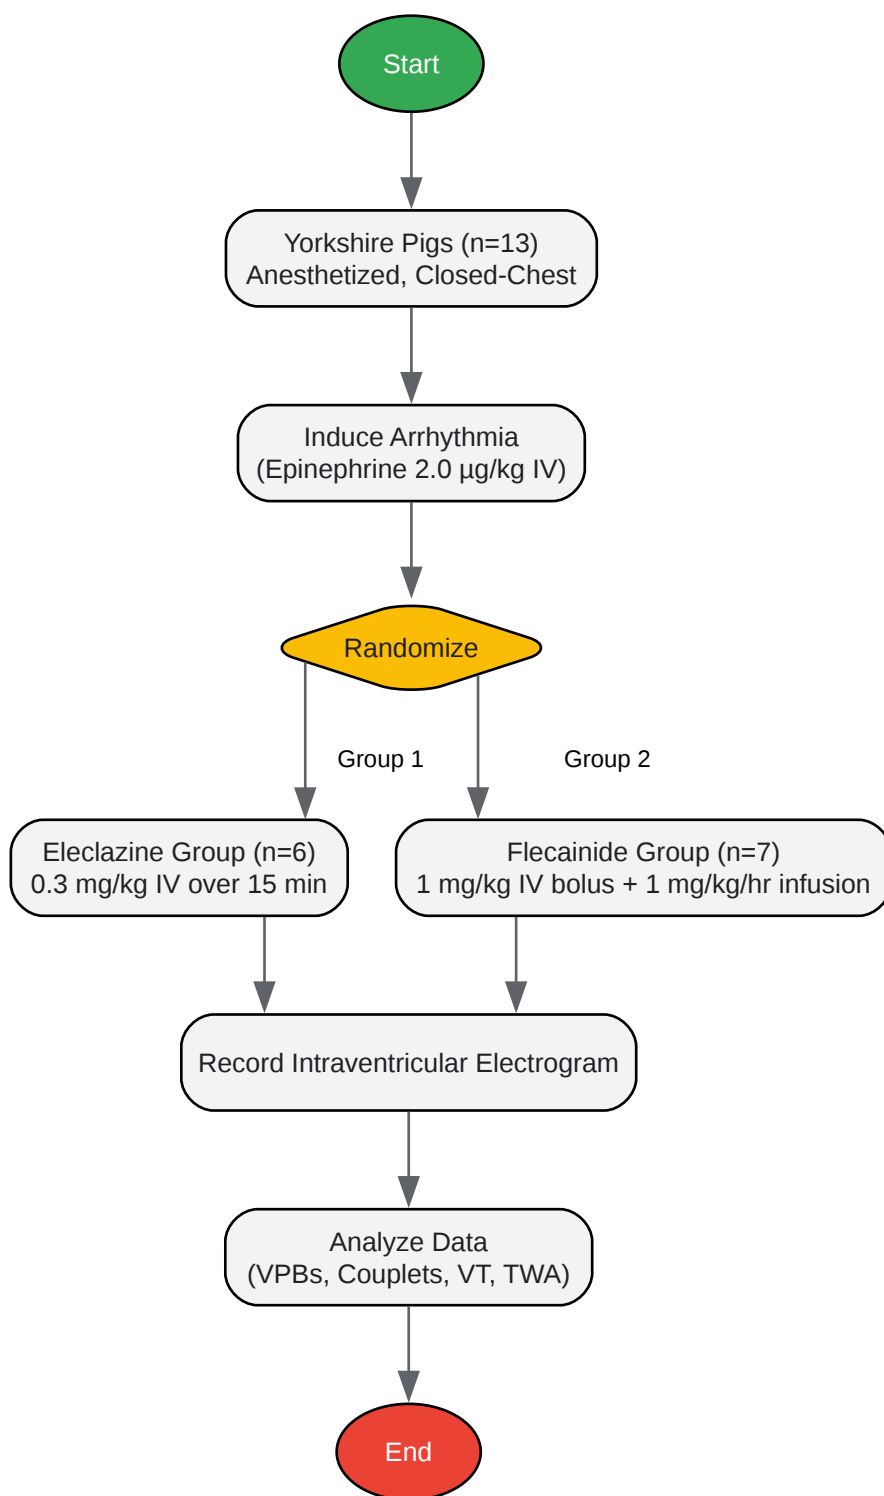 Start
Yorkshire Pigs (n=13)
Anesthetized, Closed-Chest
Induce Arrhythmia
(Epinephrine 2.0 µg/kg IV)
Randomize
Group 1
Group 2
Eleclazine Group (n=6)
0.3 mg/kg IV over 15 min
Flecainide Group (n=7)
1 mg/kg IV bolus + 1 mg/kg/hr infusion
Record Intraventricular Electrogram
Analyze Data
(VPBs, Couplets, VT, TWA)
End